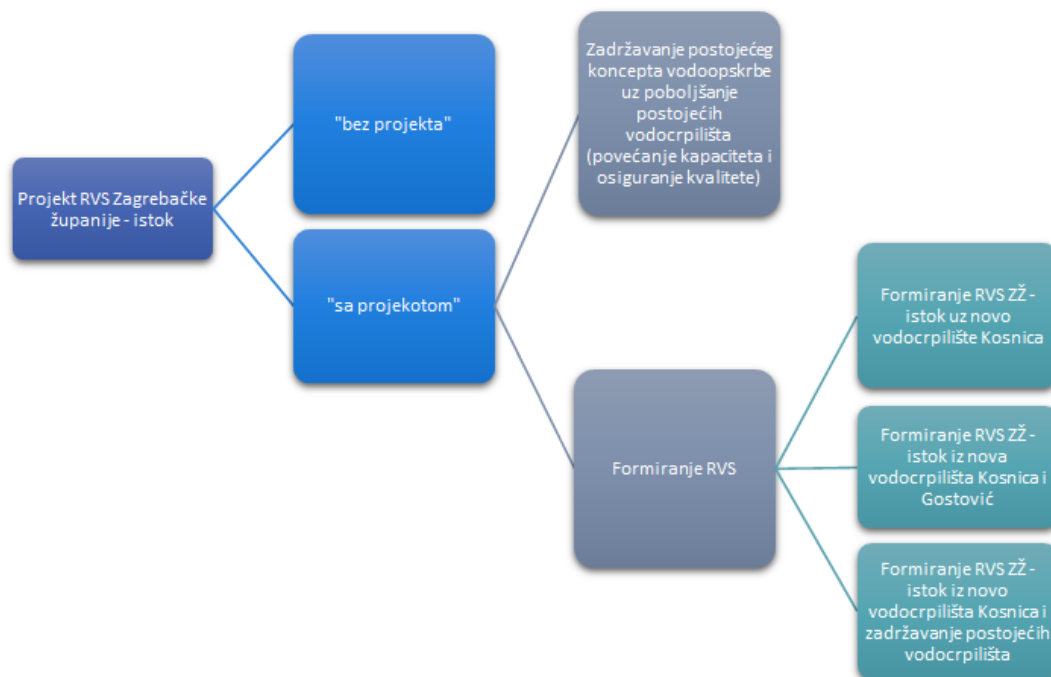 Projekt RVS Zagrebačke
županije - istok
"bez projekta"
"sa projekotom"
Zadržavanje postojećeg
koncepta vodoopskrbe
uz poboljšanje
postojećih
vodocrpilišta
(povećanje kapaciteta i
osiguranje kvalitete)
Formiranje RVS
Formiranje RVS ZŽ -
istok uz novo
vodocrpilište Kosnica
Formiranje RVS ZŽ -
istok iz nova
vodocrpilišta Kosnica i
Gostović
Formiranje RVS ZŽ -
istok iz novo
vodocrpilišta Kosnica i
zadržavanje postojećih
vodocrpilišta